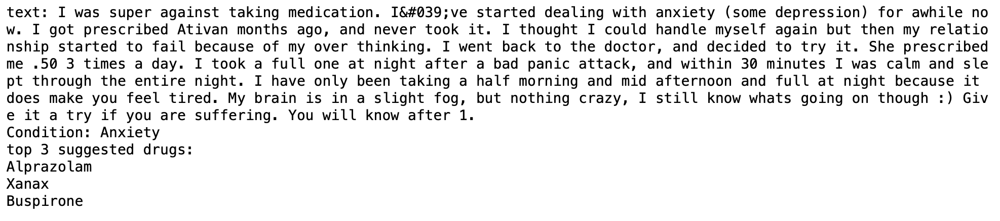 text: I was super against taking medication. I&#039;ve started dealing with anxiety (some depression) for awhile no
w. I got prescribed Ativan months ago, and never took it. I thought I could handle myself again but then my relatio
nship started to fail because of my over thinking. I went back to the doctor, and decided to try it. She prescribed
me .50 3 times a day. I took a full one at night after a bad panic attack, and within 30 minutes I was calm and sle
pt through the entire night. I have only been taking a half morning and mid afternoon and full at night because it
does make you feel tired. My brain is in a slight fog, but nothing crazy, I still know whats going on though :) Giv
e it a try if you are suffering. You will know after 1.
Condition: Anxiety
top 3 suggested drugs:
Alprazolam
Xanax
Buspirone